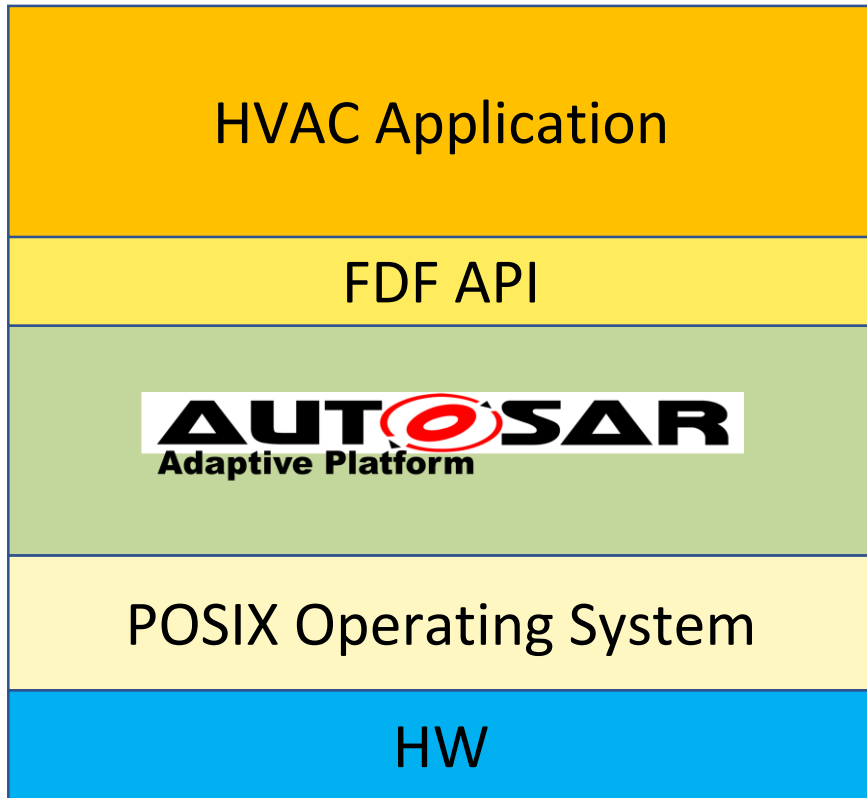 HVAC Application
FDF API
AUTOSAR
Adaptive Platform
POSIX Operating System
HW